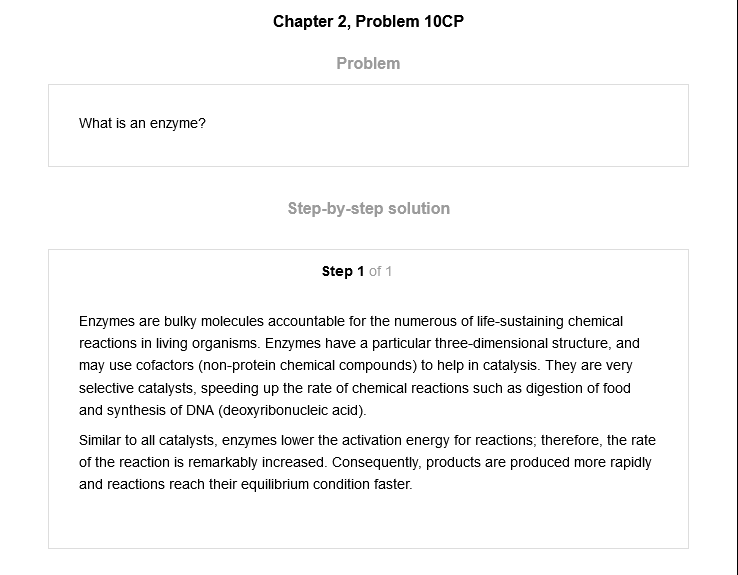 Chapter 2, Problem 10CP
Problem
What is an enzyme?
Step-by-step solution
Step 1 of 1
Enzymes are bulky molecules accountable for the numerous of life-sustaining chemical
reactions in living organisms. Enzymes have a particular three-dimensional structure, and
may use cofactors (non-protein chemical compounds) to help in catalysis. They are very
selective catalysts, speeding up the rate of chemical reactions such as digestion of food
and synthesis of DNA (deoxyribonucleic acid).
Similar to all catalysts, enzymes lower the activation energy for reactions; therefore, the rate
of the reaction is remarkably increased. Consequently, products are produced more rapidly
and reactions reach their equilibrium condition faster.